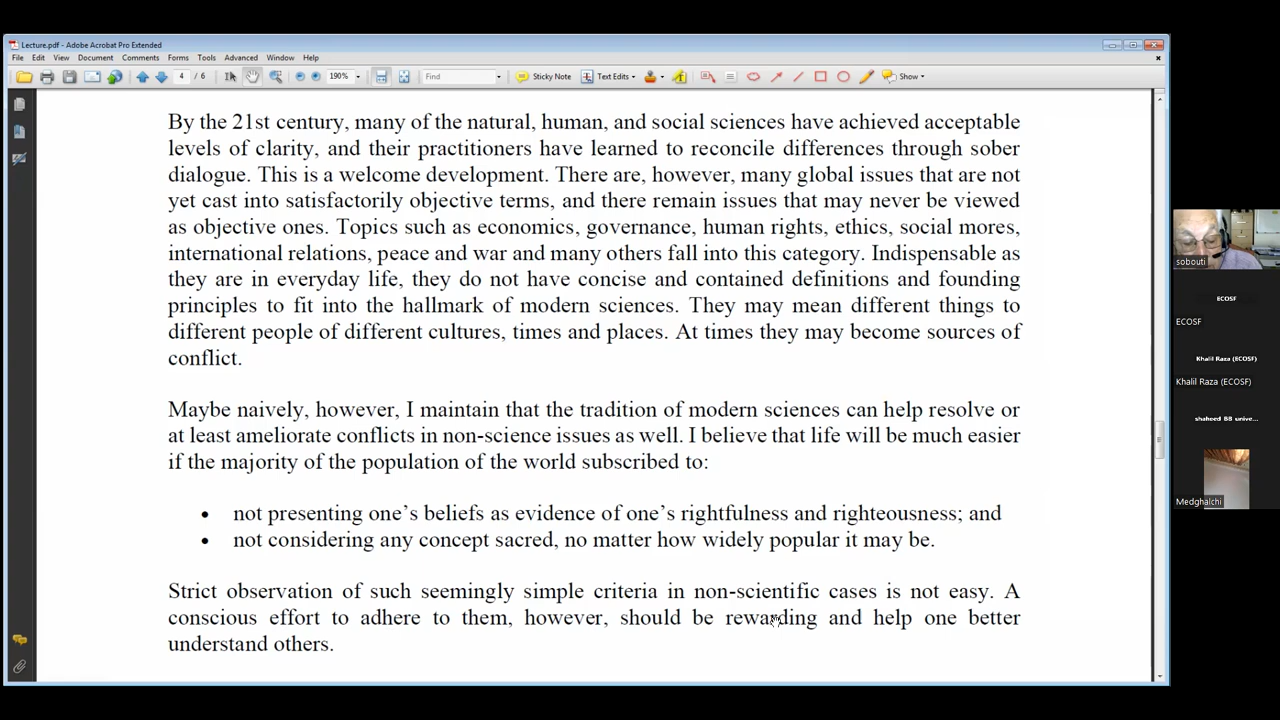 Lecture.pdf - Adobe Acrobat Pro Extended
File Edit View Document Comments Forms Tools Advanced Window Help
4 / 6 190% Find Sticky Note Text Edits Show
By the 21st century, many of the natural, human, and social sciences have achieved acceptable
levels of clarity, and their practitioners have learned to reconcile differences through sober
dialogue. This is a welcome development. There are, however, many global issues that are not
yet cast into satisfactorily objective terms, and there remain issues that may never be viewed
as objective ones. Topics such as economics, governance, human rights, ethics, social mores,
international relations, peace and war and many others fall into this category. Indispensable as
they are in everyday life, they do not have concise and contained definitions and founding
principles to fit into the hallmark of modern sciences. They may mean different things to
different people of different cultures, times and places. At times they may become sources of
conflict.
Maybe naively, however, I maintain that the tradition of modern sciences can help resolve or
at least ameliorate conflicts in non-science issues as well. I believe that life will be much easier
if the majority of the population of the world subscribed to:
• not presenting one’s beliefs as evidence of one’s rightfulness and righteousness; and
• not considering any concept sacred, no matter how widely popular it may be.
Strict observation of such seemingly simple criteria in non-scientific cases is not easy. A
conscious effort to adhere to them, however, should be rewarding and help one better
understand others.
sobouti
ECOSF
ECOSF
Khalil Raza (ECOSF)
Khalil Raza (ECOSF)
shaheed BB unive...
Medghalchi